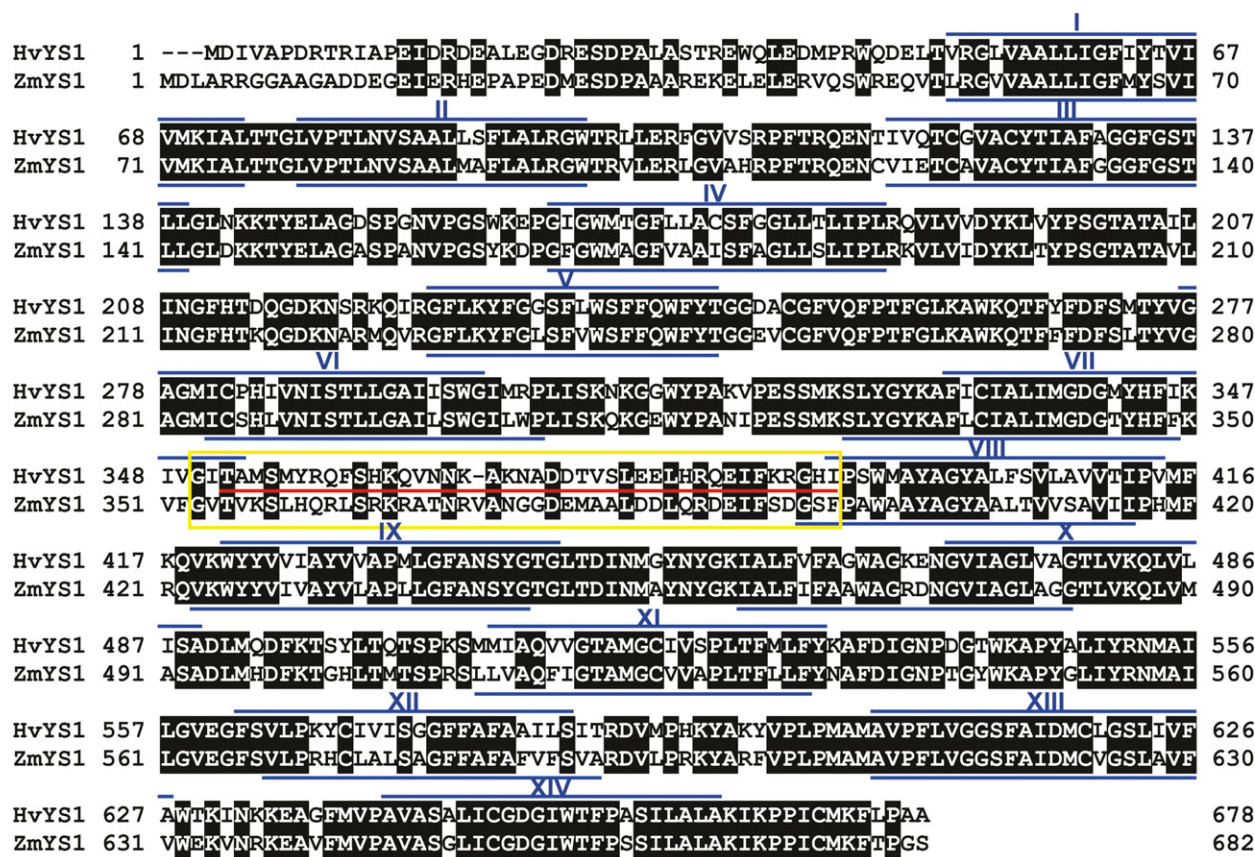 I
HvYS1 1 ---MDIVAPDRTRIAPEIDRDEALEGDRESDPALASTREWQLEDMPRWQDELTVRGLVAALLIGFIYTVI 67
ZmYS1 1 MDLARRGGAAGADDEGEIERHEPAPEDMESDPAAAREKELELERVQSWREQVTLRGVVAALLIGFMYSVI 70
II III
HvYS1 68 VMKIALTTGLVPTLNVSAALLSFLALRGWTRLLERFGVVSRPFTRQENTIVQTCGVACYTIAFAGGFGST 137
ZmYS1 71 VMKIALTTGLVPTLNVSAALMAFLALRGWTRVLERLGVAHRPFTRQENCVIETCAVACYTIAFGGGFGST 140
IV
HvYS1 138 LLGLNKKTYELAGDSPGNVPGSWKEPGIGWMTGFLLACSFGGLLTLIPLRQVLVVDYKLVYPSGTATAIL 207
ZmYS1 141 LLGLDKKTYELAGASPANVPGSYKDPGFGWMAGFVAAISFAGLLSLIPLRKVLVIDYKLTYPSGTATAVL 210
V
HvYS1 208 INGFHTDQGDKNSRKQIRGFLKYFGGSFLWSFFQWFYTGGDACGFVQFPTFGLKAWKQTFYFDFSMTYVG 277
ZmYS1 211 INGFHTKQGDKNARMQVRGFLKYFGLSFVWSFFQWFYTGGEVCGFVQFPTFGLKAWKQTFFFDFSLTYVG 280
VI VII
HvYS1 278 AGMICPHIVNISTLLGAIISWGIMRPLISKNKGGWYPAKVPESSMKSLYGYKAFICIALIMGDGMYHFIK 347
ZmYS1 281 AGMICSHLVNISTLLGAILSWGILWPLISKQKGEWYPANIPESSMKSLYGYKAFLCIALIMGDGTYHFFK 350
VIII
HvYS1 348 IVGITAMSMYRQFSHKQVNNK-AKNADDTVSLEELHRQEIFKRGHIPSWMAYAGYALFSVLAVVTIPVMF 416
ZmYS1 351 VFGVTVKSLHQRLSRKRATNRVANGGDEMAALDDLQRDEIFSDGSFPAWAAYAGYAALTVVSAVIIPHMF 420
IX X
HvYS1 417 KQVKWYYVVIAYVVAPMLGFANSYGTGLTDINMGYNYGKIALFVFAGWAGKENGVIAGLVAGTLVKQLVL 486
ZmYS1 421 RQVKWYYVIVAYVLAPLLGFANSYGTGLTDINMAYNYGKIALFIFAAWAGRDNGVIAGLAGGTLVKQLVM 490
XI
HvYS1 487 ISADLMQDFKTSYLTQTSPKSMMIAQVVGTAMGCIVSPLTFMLFYKAFDIGNPDGTWKAPYALIYRNMAI 556
ZmYS1 491 ASADLMHDFKTGHLTMTSPRSLLVAQFIGTAMGCVVAPLTFLLFYNAFDIGNPTGYWKAPYGLIYRNMAI 560
XII XIII
HvYS1 557 LGVEGFSVLPKYCIVISGGFFAFAAILSITRDVMPHKYAKYVPLPMAMAVPFLVGGSFAIDMCLGSLIVF 626
ZmYS1 561 LGVEGFSVLPRHCLALSAGFFAFAFVFSVARDVLPRKYARFVPLPMAMAVPFLVGGSFAIDMCVGSLAVF 630
XIV
HvYS1 627 AWTKINKKEAGFMVPAVASALICGDGIWTFPASILALAKIKPPICMKFLPAA 678
ZmYS1 631 VWEKVNRKEAVFMVPAVASGLICGDGIWTFPSSILALAKIKPPICMKFTPGS 682